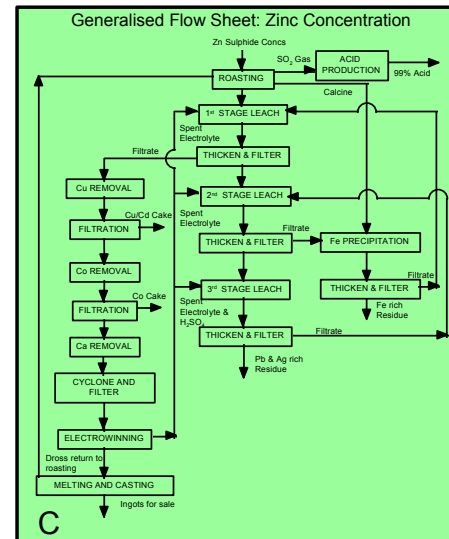 Generalised Flow Sheet: Zinc Concentration
Zn Sulphide Concs
SO2 Gas
ACID
PRODUCTION
99% Acid
ROASTING
Calcine
1st STAGE LEACH
Spent
Electrolyte
Filtrate
THICKEN & FILTER
Cu REMOVAL
2nd STAGE LEACH
Cu/Cd Cake
Spent
Electrolyte
Filtrate
FILTRATION
THICKEN & FILTER
Fe PRECIPITATION
Co REMOVAL
Filtrate
3rd STAGE LEACH
THICKEN & FILTER
Co Cake
Spent
Electrolyte &
H2SO4
FILTRATION
Fe rich
Residue
Ca REMOVAL
THICKEN & FILTER
Filtrate
CYCLONE AND
FILTER
Pb & Ag rich
Residue
ELECTROWINNING
Dross return to
roasting
MELTING AND CASTING
Ingots for sale
C